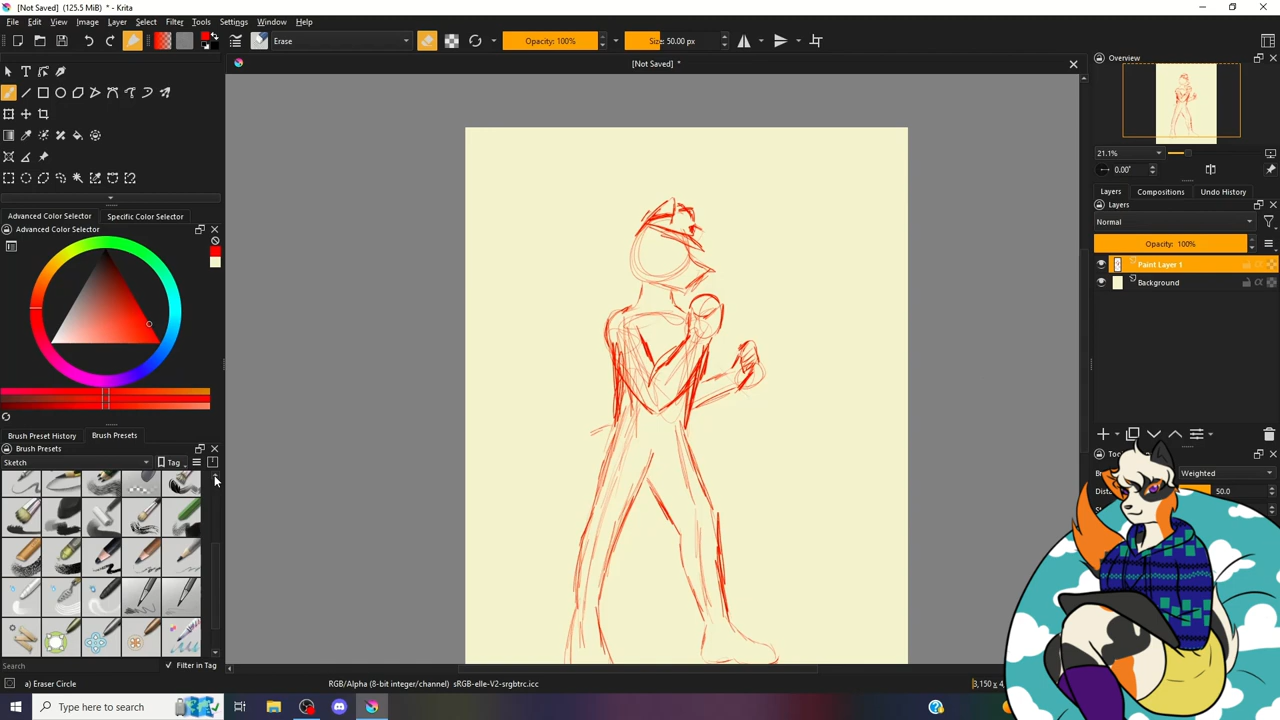 [Not Saved] (125.5 MiB) * - Krita
File Edit View Image Layer Select Filter Tools Settings Window Help
Erase Opacity: 100% Size: 50.00 px
[Not Saved] *
Overview
21.1%
0.00°
Layers Compositions Undo History
Layers
Normal
Opacity: 100%
Paint Layer 1
Background
Advanced Color Selector Specific Color Selector
Advanced Color Selector
Brush Preset History Brush Presets
Brush Presets
Sketch Tag
Weighted
50.0
Search Filter in Tag
a) Eraser Circle RGB/Alpha (8-bit integer/channel) sRGB-elle-V2-srgbtrc.icc
Type here to search